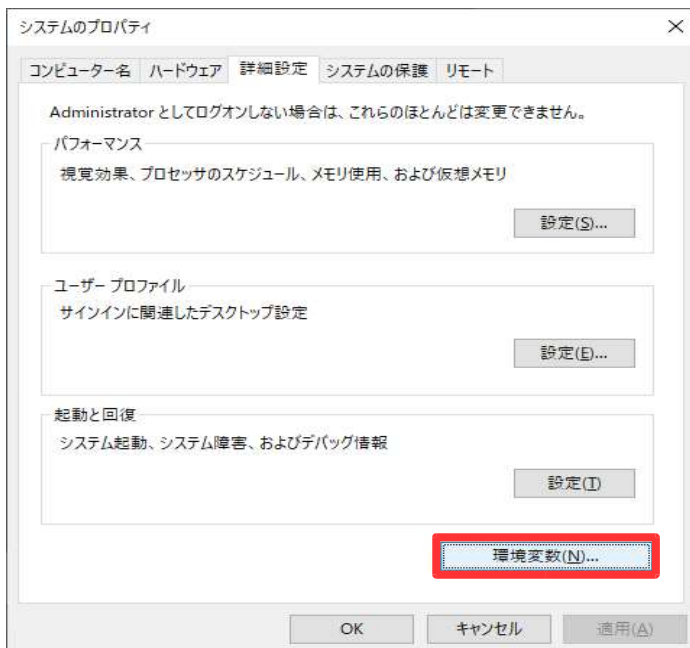 システムのプロパティ
コンピューター名 ハードウェア 詳細設定 システムの保護 リモート
Administrator としてログオンしない場合は、これらのほとんどは変更できません。
パフォーマンス
視覚効果、プロセッサのスケジュール、メモリ使用、および仮想メモリ
設定(S)...
ユーザー プロファイル
サインインに関連したデスクトップ設定
設定(E)...
起動と回復
システム起動、システム障害、およびデバッグ情報
設定(T)
環境変数(N)...
OK キャンセル 適用(A)